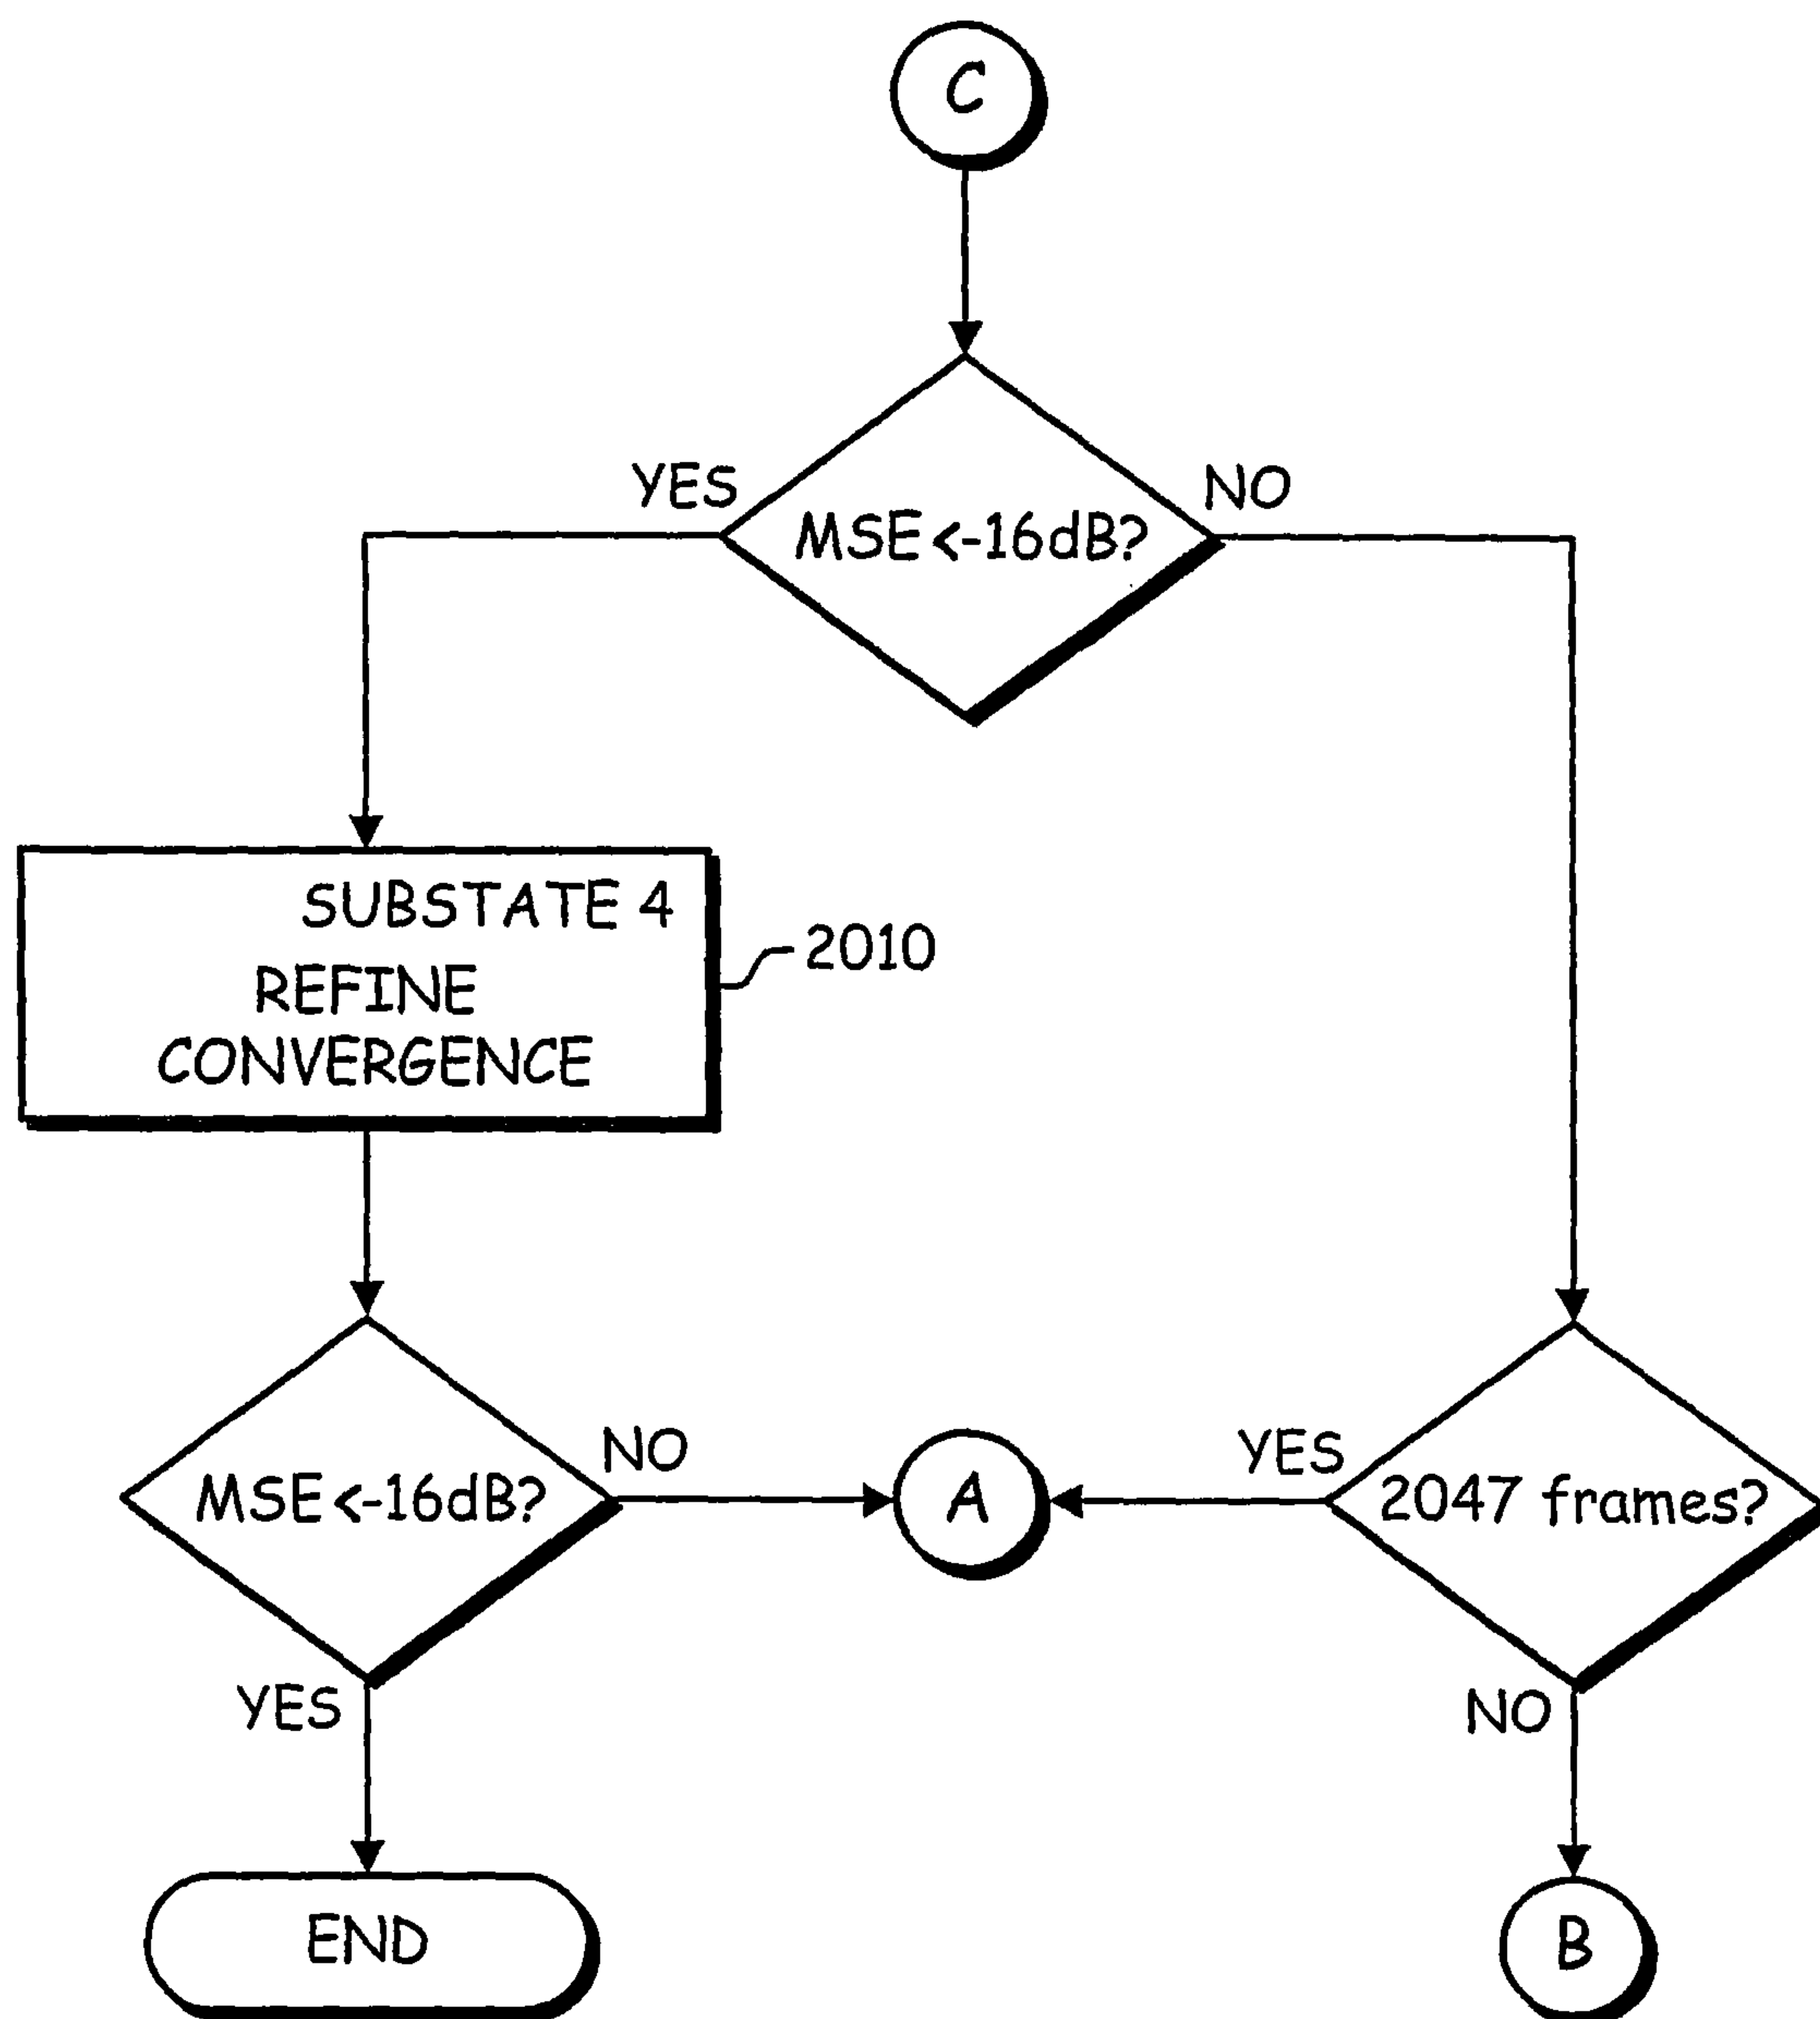 C
YES
NO
MSE<-16dB?
SUBSTATE 4
REFINE
CONVERGENCE
2010
NO
MSE<-16dB?
A
YES
2047 frames?
YES
NO
END
B